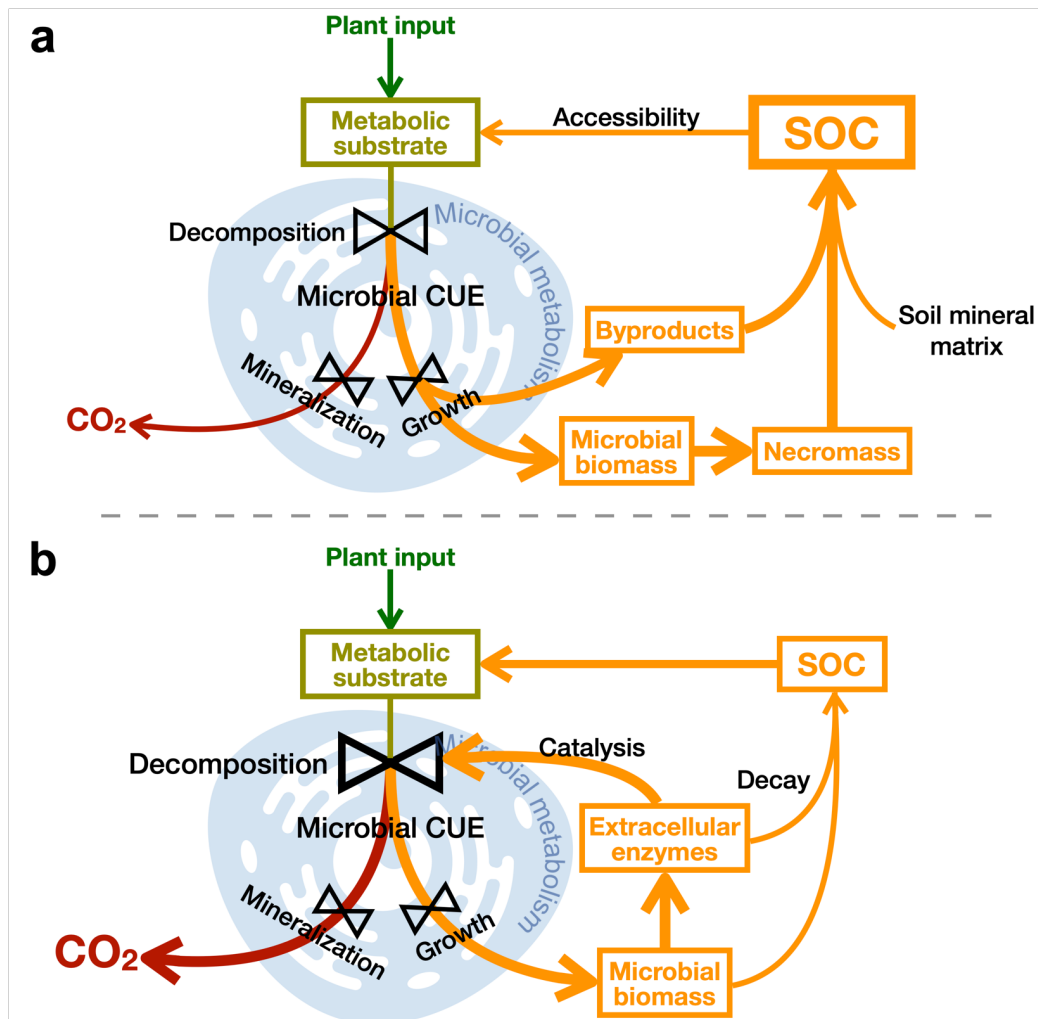 a
Plant input
Metabolic
substrate
Accessibility
SOC
Decomposition
Microbial metabolism
Microbial CUE
Byproducts
Soil mineral
matrix
Mineralization
Growth
CO₂
Microbial
biomass
Necromass
b
Plant input
Metabolic
substrate
SOC
Decomposition
Microbial metabolism
Catalysis
Decay
Microbial CUE
Extracellular
enzymes
Mineralization
Growth
CO₂
Microbial
biomass